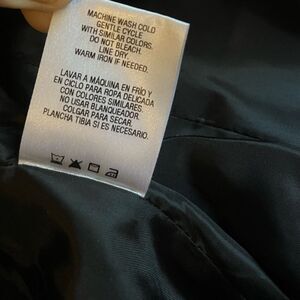 MACHINE WASH COLD
GENTLE CYCLE
WITH SIMILAR COLORS.
DO NOT BLEACH.
LINE DRY.
WARM IRON IF NEEDED.
LAVAR A MÁQUINA EN FRÍO Y
EN CICLO PARA ROPA DELICADA
CON COLORES SIMILARES
NO USAR BLANQUEADOR.
COLGAR PARA SECAR.
PLANCHA TIBIA SÍ ES NECESARIO.